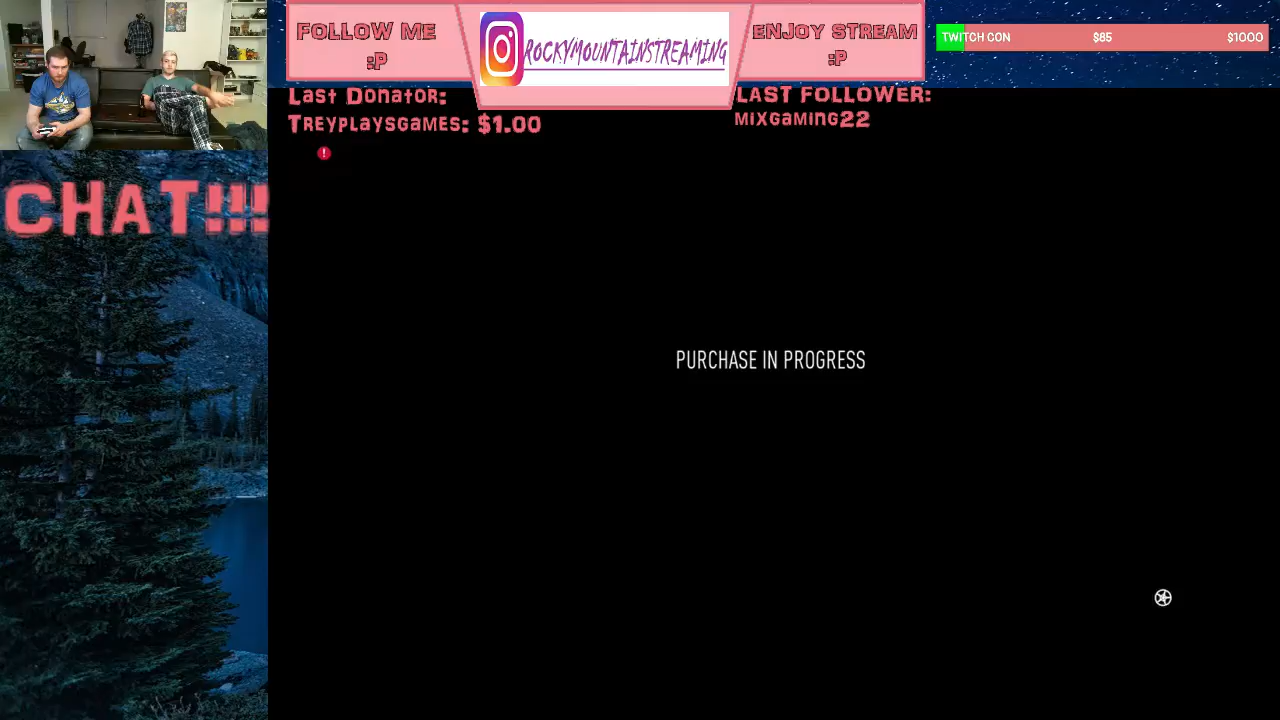 FOLLOW ME
:P
ROCKYMOUNTAINSTREAMING
ENJOY STREAM
:P
TWITCH CON $85 $1000
Last Donator:
Treyplaysgames: $1.00
LAST FOLLOWER:
mixgaming22
!
CHAT!!!
PURCHASE IN PROGRESS